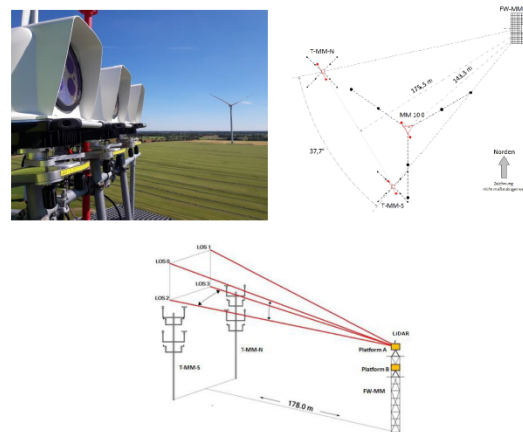 FW-MM
T-MM-N
175,5 m
143,3 m
MM 100
37,7°
Norden
T-MM-S
LOS 1
LOS 0
LOS 3
LOS 2
LiDAR
Platform A
Platform B
T-MM-N
T-MM-S
FW-MM
178.0 m